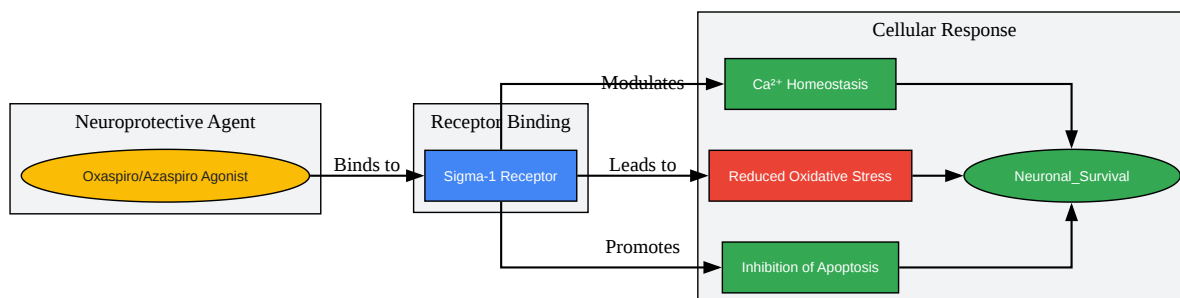 Cellular Response
Modulates
Ca²⁺ Homeostasis
Neuroprotective Agent
Receptor Binding
Oxaspiro/Azaspiro Agonist
Binds to
Sigma-1 Receptor
Leads to
Reduced Oxidative Stress
Neuronal_Survival
Promotes
Inhibition of Apoptosis